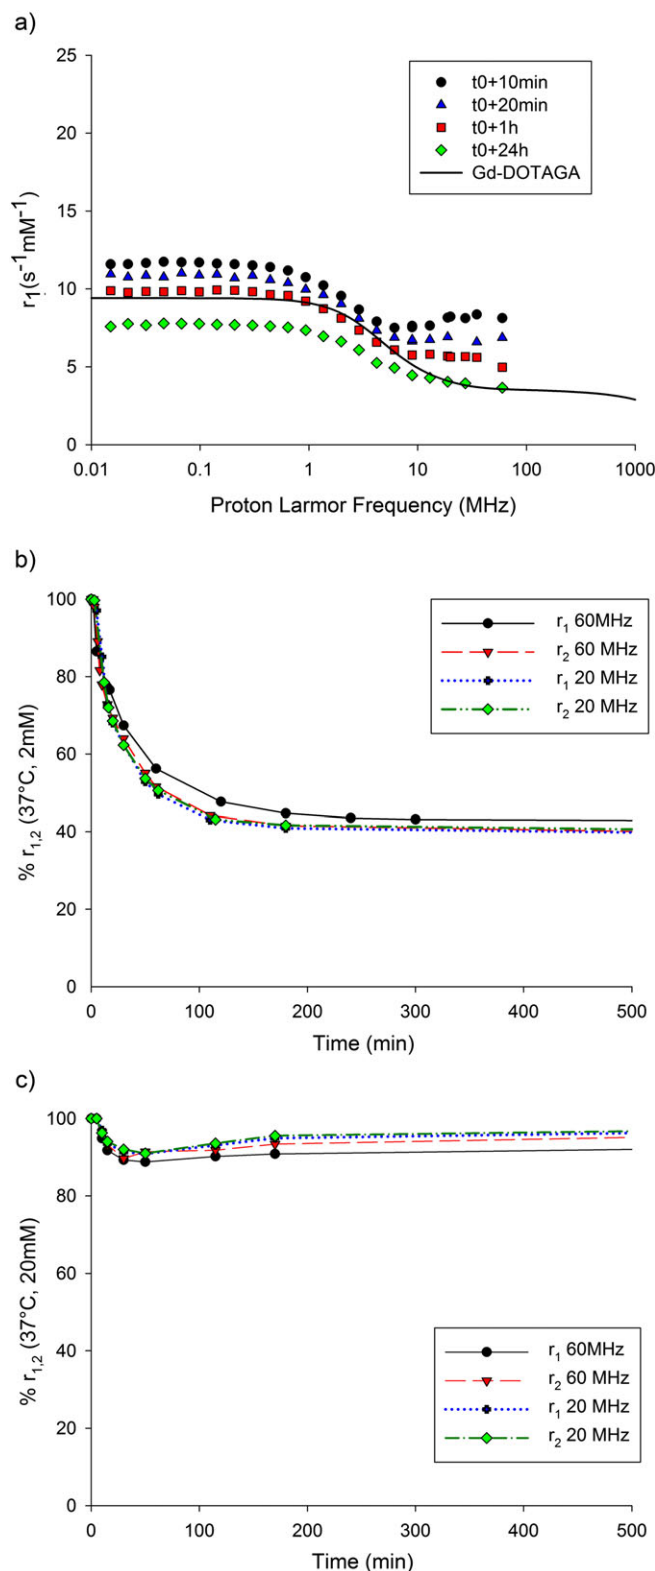 a)
25
20
15
10
5
0
r1(s⁻¹mM⁻¹)
t0+10min
t0+20min
t0+1h
t0+24h
Gd-DOTAGA
0.01 0.1 1 10 100 1000
Proton Larmor Frequency (MHz)
b)
100
80
60
40
20
0
% r1,2 (37°C, 2mM)
r1 60MHz
r2 60 MHz
r1 20 MHz
r2 20 MHz
0 100 200 300 400 500
Time (min)
c)
100
80
60
40
20
0
% r1,2 (37°C, 20mM)
r1 60MHz
r2 60 MHz
r1 20 MHz
r2 20 MHz
0 100 200 300 400 500
Time (min)